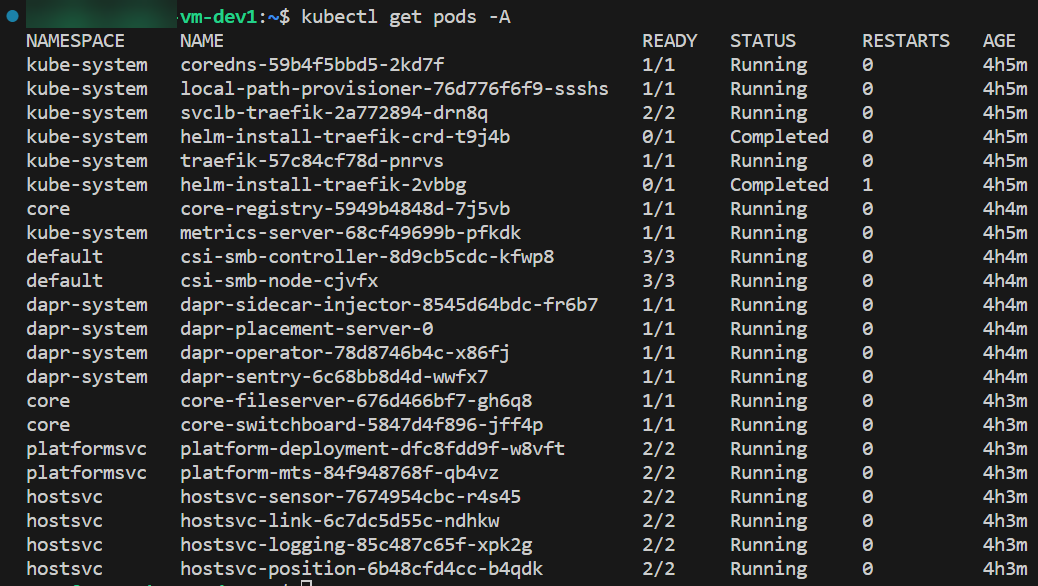 -vm-dev1:~$ kubectl get pods -A
NAMESPACE NAME READY STATUS RESTARTS AGE
kube-system coredns-59b4f5bbd5-2kd7f 1/1 Running 0 4h5m
kube-system local-path-provisioner-76d776f6f9-ssshs 1/1 Running 0 4h5m
kube-system svclb-traefik-2a772894-drn8q 2/2 Running 0 4h5m
kube-system helm-install-traefik-crd-t9j4b 0/1 Completed 0 4h5m
kube-system traefik-57c84cf78d-pnrvs 1/1 Running 0 4h5m
kube-system helm-install-traefik-2vbbg 0/1 Completed 1 4h5m
core core-registry-5949b4848d-7j5vb 1/1 Running 0 4h4m
kube-system metrics-server-68cf49699b-pfkdk 1/1 Running 0 4h5m
default csi-smb-controller-8d9cb5cdc-kfwp8 3/3 Running 0 4h4m
default csi-smb-node-cjvfx 3/3 Running 0 4h4m
dapr-system dapr-sidecar-injector-8545d64bdc-fr6b7 1/1 Running 0 4h4m
dapr-system dapr-placement-server-0 1/1 Running 0 4h4m
dapr-system dapr-operator-78d8746b4c-x86fj 1/1 Running 0 4h4m
dapr-system dapr-sentry-6c68bb8d4d-wwfx7 1/1 Running 0 4h4m
core core-fileserver-676d466bf7-gh6q8 1/1 Running 0 4h3m
core core-switchboard-5847d4f896-jff4p 1/1 Running 0 4h3m
platformsvc platform-deployment-dfc8fdd9f-w8vft 2/2 Running 0 4h3m
platformsvc platform-mts-84f948768f-qb4vz 2/2 Running 0 4h3m
hostsvc hostsvc-sensor-7674954cbc-r4s45 2/2 Running 0 4h3m
hostsvc hostsvc-link-6c7dc5d55c-ndhkw 2/2 Running 0 4h3m
hostsvc hostsvc-logging-85c487c65f-xpk2g 2/2 Running 0 4h3m
hostsvc hostsvc-position-6b48cfd4cc-b4qdk 2/2 Running 0 4h3m